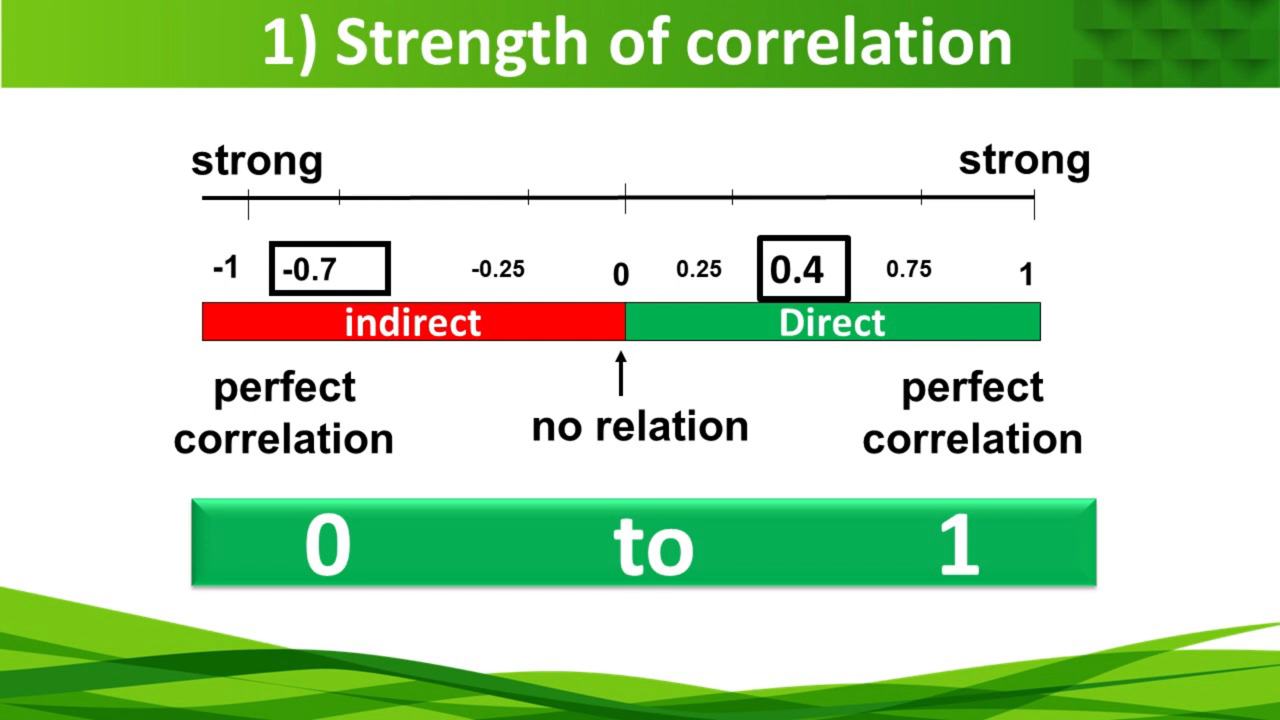 1) Strength of correlation
strong strong
-1 -0.7 -0.25 0 0.25 0.4 0.75 1
indirect Direct
perfect correlation no relation perfect correlation
0 to 1